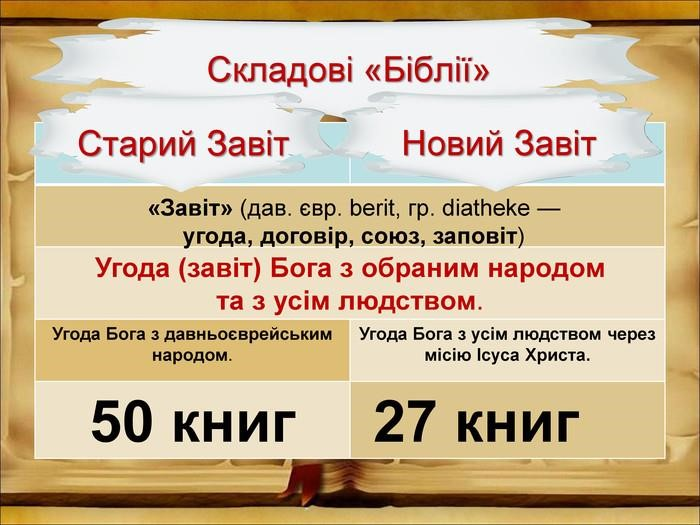 Складові «Біблії»
Старий Завіт
Новий Завіт
«Завіт» (дав. євр. berit, гр. diatheke —
угода, договір, союз, заповіт)
Угода (завіт) Бога з обраним народом
та з усім людством.
Угода Бога з давньоєврейським
народом.
Угода Бога з усім людством через
місію Ісуса Христа.
50 книг
27 книг